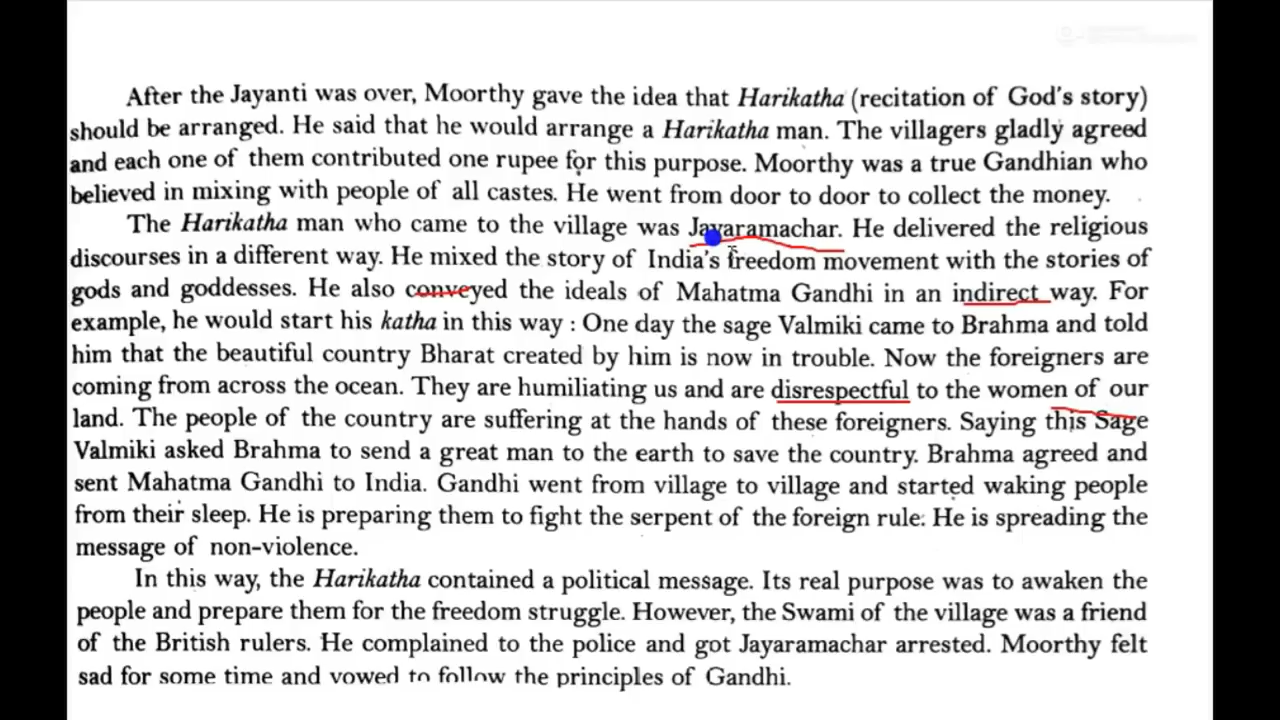 After the Jayanti was over, Moorthy gave the idea that Harikatha (recitation of God's story)
should be arranged. He said that he would arrange a Harikatha man. The villagers gladly agreed
and each one of them contributed one rupee for this purpose. Moorthy was a true Gandhian who
believed in mixing with people of all castes. He went from door to door to collect the money.
The Harikatha man who came to the village was Jayaramachar. He delivered the religious
discourses in a different way. He mixed the story of India's freedom movement with the stories of
gods and goddesses. He also conveyed the ideals of Mahatma Gandhi in an indirect way. For
example, he would start his katha in this way : One day the sage Valmiki came to Brahma and told
him that the beautiful country Bharat created by him is now in trouble. Now the foreigners are
coming from across the ocean. They are humiliating us and are disrespectful to the women of our
land. The people of the country are suffering at the hands of these foreigners. Saying this Sage
Valmiki asked Brahma to send a great man to the earth to save the country. Brahma agreed and
sent Mahatma Gandhi to India. Gandhi went from village to village and started waking people
from their sleep. He is preparing them to fight the serpent of the foreign rule. He is spreading the
message of non-violence.
In this way, the Harikatha contained a political message. Its real purpose was to awaken the
people and prepare them for the freedom struggle. However, the Swami of the village was a friend
of the British rulers. He complained to the police and got Jayaramachar arrested. Moorthy felt
sad for some time and vowed to follow the principles of Gandhi.